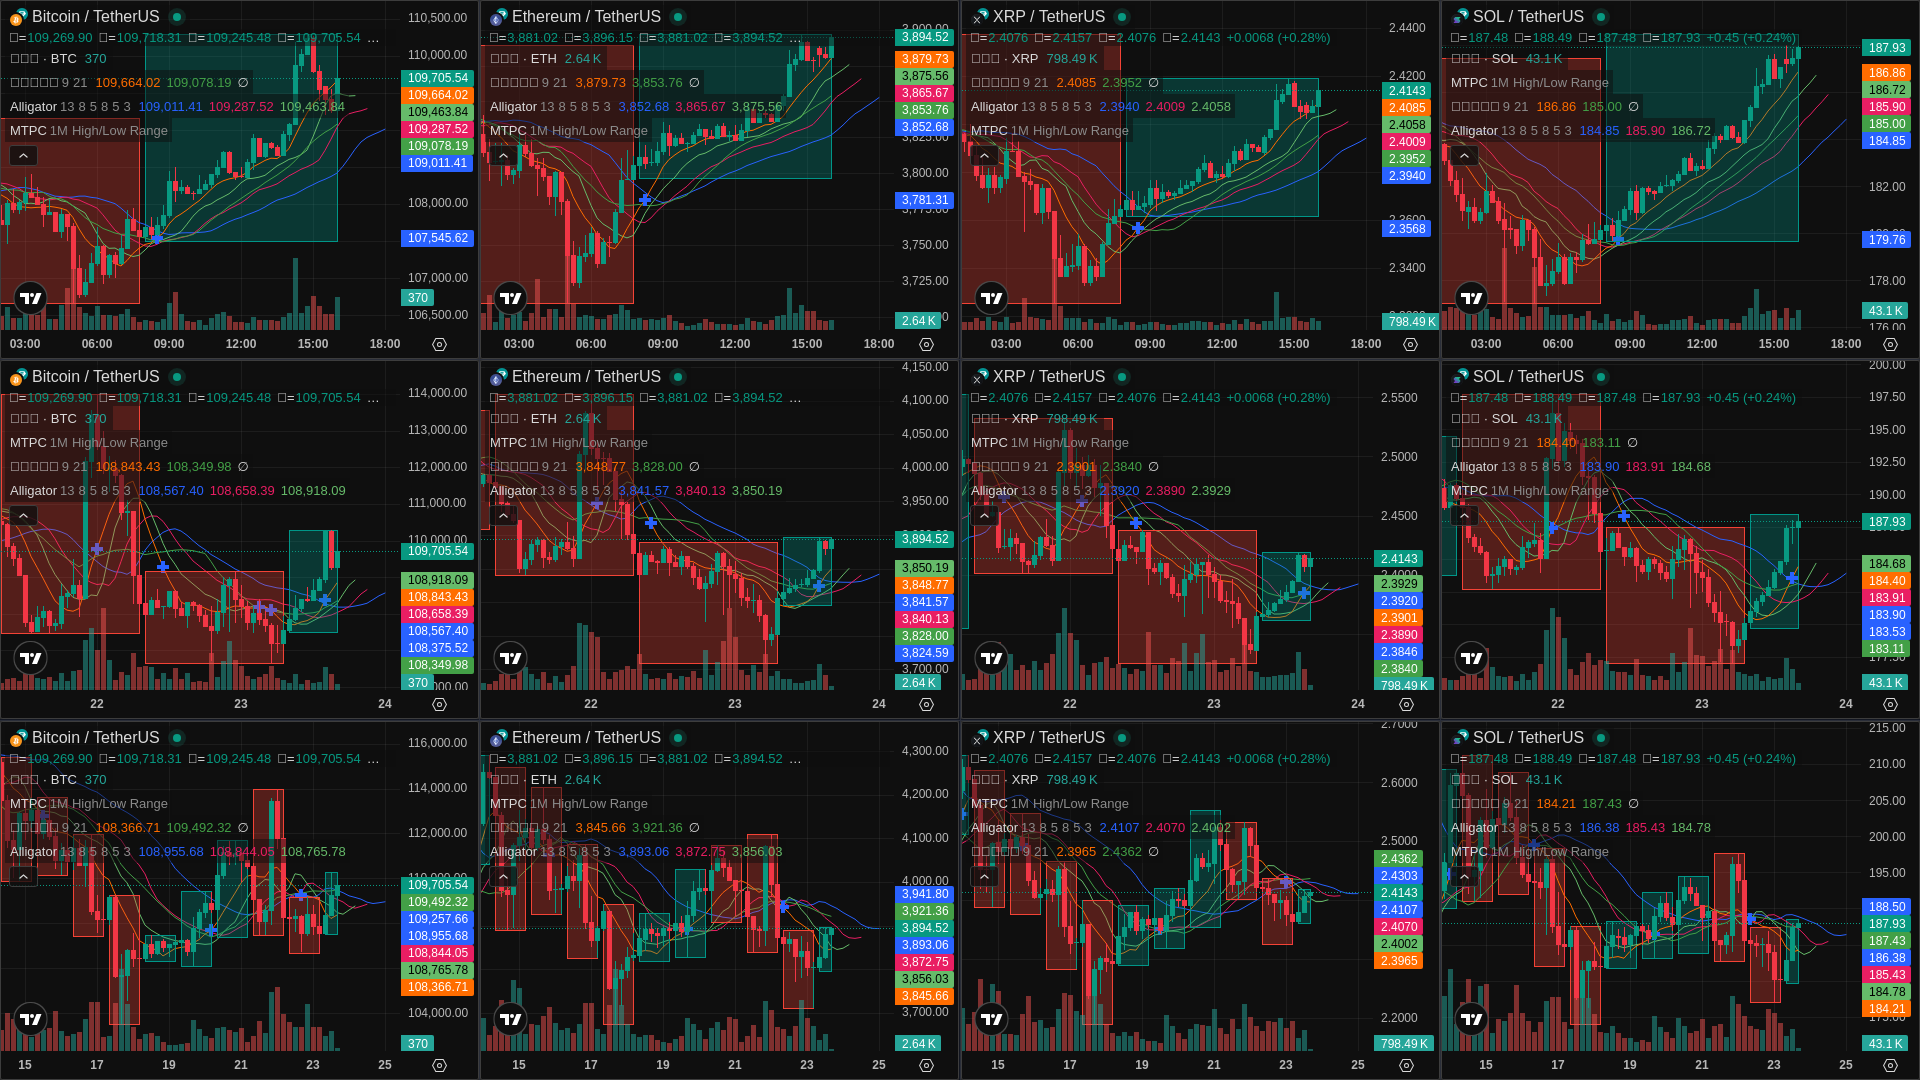 Bitcoin / TetherUS
□=109,269.90 □=109,718.31 □=109,245.48 □=109,705.54 ...
□□□ · BTC 370
□□□□□ 9 21 109,664.02 109,078.19 ∅
Alligator 13 8 5 8 5 3 109,011.41 109,287.52 109,463.84
MTPC 1M High/Low Range
110,500.00
110,000.00
109,705.54
109,664.02
109,463.84
109,287.52
109,078.19
109,011.41
108,000.00
107,545.62
107,000.00
370
106,500.00
03:00 06:00 09:00 12:00 15:00 18:00
Ethereum / TetherUS
□=3,881.02 □=3,896.15 □=3,881.02 □=3,894.52 ...
□□□ · ETH 2.64 K
□□□□□ 9 21 3,879.73 3,853.76 ∅
Alligator 13 8 5 8 5 3 3,852.68 3,865.67 3,875.56
MTPC 1M High/Low Range
3,900.00
3,894.52
3,879.73
3,875.56
3,865.67
3,853.76
3,852.68
3,825.00
3,800.00
3,781.31
3,775.00
3,750.00
3,725.00
2.64 K
03:00 06:00 09:00 12:00 15:00 18:00
XRP / TetherUS
□=2.4076 □=2.4157 □=2.4076 □=2.4143 +0.0068 (+0.28%)
□□□ · XRP 798.49 K
□□□□□ 9 21 2.4085 2.3952 ∅
Alligator 13 8 5 8 5 3 2.3940 2.4009 2.4058
MTPC 1M High/Low Range
2.4400
2.4200
2.4143
2.4085
2.4058
2.4009
2.3952
2.3940
2.3600
2.3568
2.3400
798.49 K
03:00 06:00 09:00 12:00 15:00 18:00
SOL / TetherUS
□=187.48 □=188.49 □=187.48 □=187.93 +0.45 (+0.24%)
□□□ · SOL 43.1 K
MTPC 1M High/Low Range
□□□□□ 9 21 186.86 185.00 ∅
Alligator 13 8 5 8 5 3 184.85 185.90 186.72
187.93
186.86
186.72
185.90
185.00
184.85
182.00
179.76
178.00
43.1 K
176.00
03:00 06:00 09:00 12:00 15:00 18:00
Bitcoin / TetherUS
□=109,269.90 □=109,718.31 □=109,245.48 □=109,705.54 ...
□□□ · BTC 370
MTPC 1M High/Low Range
□□□□□ 9 21 108,843.43 108,349.98 ∅
Alligator 13 8 5 8 5 3 108,567.40 108,658.39 108,918.09
114,000.00
113,000.00
112,000.00
111,000.00
110,000.00
109,705.54
108,918.09
108,843.43
108,658.39
108,567.40
108,375.52
108,349.98
370
22 23 24
Ethereum / TetherUS
□=3,881.02 □=3,896.15 □=3,881.02 □=3,894.52 ...
□□□ · ETH 2.64 K
MTPC 1M High/Low Range
□□□□□ 9 21 3,848.77 3,828.00 ∅
Alligator 13 8 5 8 5 3 3,841.57 3,840.13 3,850.19
4,150.00
4,100.00
4,050.00
4,000.00
3,950.00
3,894.52
3,850.19
3,848.77
3,841.57
3,840.13
3,828.00
3,824.59
3,700.00
2.64 K
22 23 24
XRP / TetherUS
□=2.4076 □=2.4157 □=2.4076 □=2.4143 +0.0068 (+0.28%)
□□□ · XRP 798.49 K
MTPC 1M High/Low Range
□□□□□ 9 21 2.3901 2.3840 ∅
Alligator 13 8 5 8 5 3 2.3920 2.3890 2.3929
2.5500
2.5000
2.4500
2.4143
2.4000
2.3929
2.3920
2.3901
2.3890
2.3846
2.3840
798.49 K
22 23 24
SOL / TetherUS
□=187.48 □=188.49 □=187.48 □=187.93 +0.45 (+0.24%)
□□□ · SOL 43.1 K
□□□□□ 9 21 184.40 183.11 ∅
Alligator 13 8 5 8 5 3 183.90 183.91 184.68
MTPC 1M High/Low Range
200.00
197.50
195.00
192.50
190.00
187.93
184.68
184.40
183.91
183.90
183.53
183.11
177.50
43.1 K
22 23 24
Bitcoin / TetherUS
□=109,269.90 □=109,718.31 □=109,245.48 □=109,705.54 ...
□□□ · BTC 370
MTPC 1M High/Low Range
□□□□□ 9 21 108,366.71 109,492.32 ∅
Alligator 13 8 5 8 5 3 108,955.68 108,844.05 108,765.78
116,000.00
114,000.00
112,000.00
110,000.00
109,705.54
109,492.32
109,257.66
108,955.68
108,844.05
108,765.78
108,366.71
104,000.00
370
15 17 19 21 23 25
Ethereum / TetherUS
□=3,881.02 □=3,896.15 □=3,881.02 □=3,894.52 ...
□□□ · ETH 2.64 K
MTPC 1M High/Low Range
□□□□□ 9 21 3,845.66 3,921.36 ∅
Alligator 13 8 5 8 5 3 3,893.06 3,872.75 3,856.03
4,300.00
4,200.00
4,100.00
4,000.00
3,941.80
3,921.36
3,894.52
3,893.06
3,872.75
3,856.03
3,845.66
3,700.00
2.64 K
15 17 19 21 23 25
XRP / TetherUS
□=2.4076 □=2.4157 □=2.4076 □=2.4143 +0.0068 (+0.28%)
□□□ · XRP 798.49 K
MTPC 1M High/Low Range
Alligator 13 8 5 8 5 3 2.4107 2.4070 2.4002
□□□□□ 9 21 2.3965 2.4362 ∅
2.7000
2.6000
2.5000
2.4362
2.4303
2.4143
2.4107
2.4070
2.4002
2.3965
2.2000
798.49 K
15 17 19 21 23 25
SOL / TetherUS
□=187.48 □=188.49 □=187.48 □=187.93 +0.45 (+0.24%)
□□□ · SOL 43.1 K
□□□□□ 9 21 184.21 187.43 ∅
Alligator 13 8 5 8 5 3 186.38 185.43 184.78
MTPC 1M High/Low Range
215.00
210.00
205.00
200.00
195.00
188.50
187.93
187.43
186.38
185.43
184.78
184.21
175.00
43.1 K
15 17 19 21 23 25